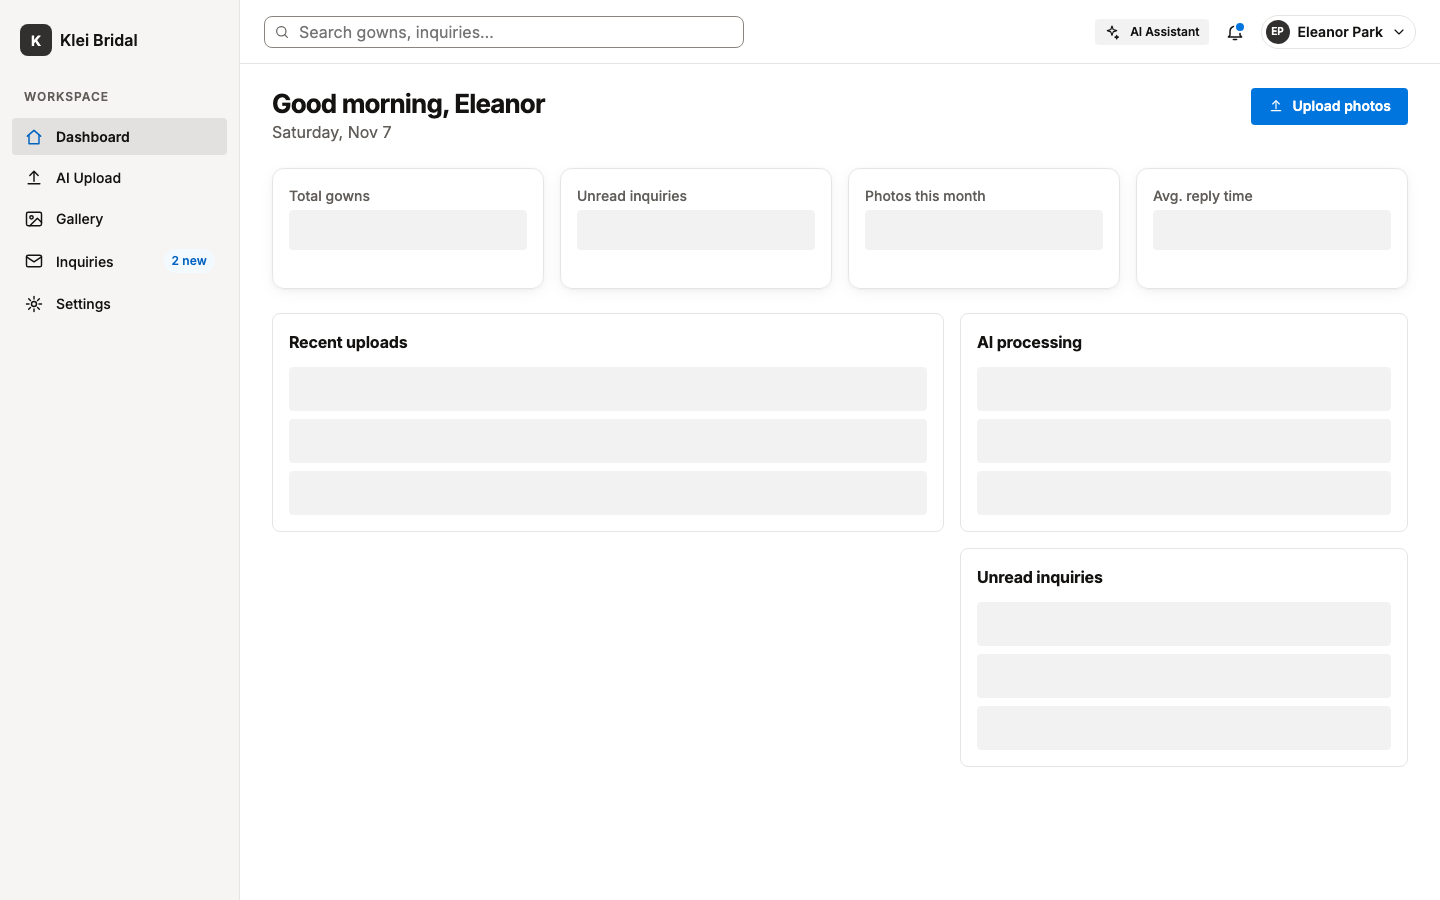 K
Klei Bridal
WORKSPACE
Dashboard
AI Upload
Gallery
Inquiries
2 new
Settings
Search gowns, inquiries...
AI Assistant
EP
Eleanor Park
Good morning, Eleanor
Saturday, Nov 7
Upload photos
Total gowns
Unread inquiries
Photos this month
Avg. reply time
Recent uploads
AI processing
Unread inquiries